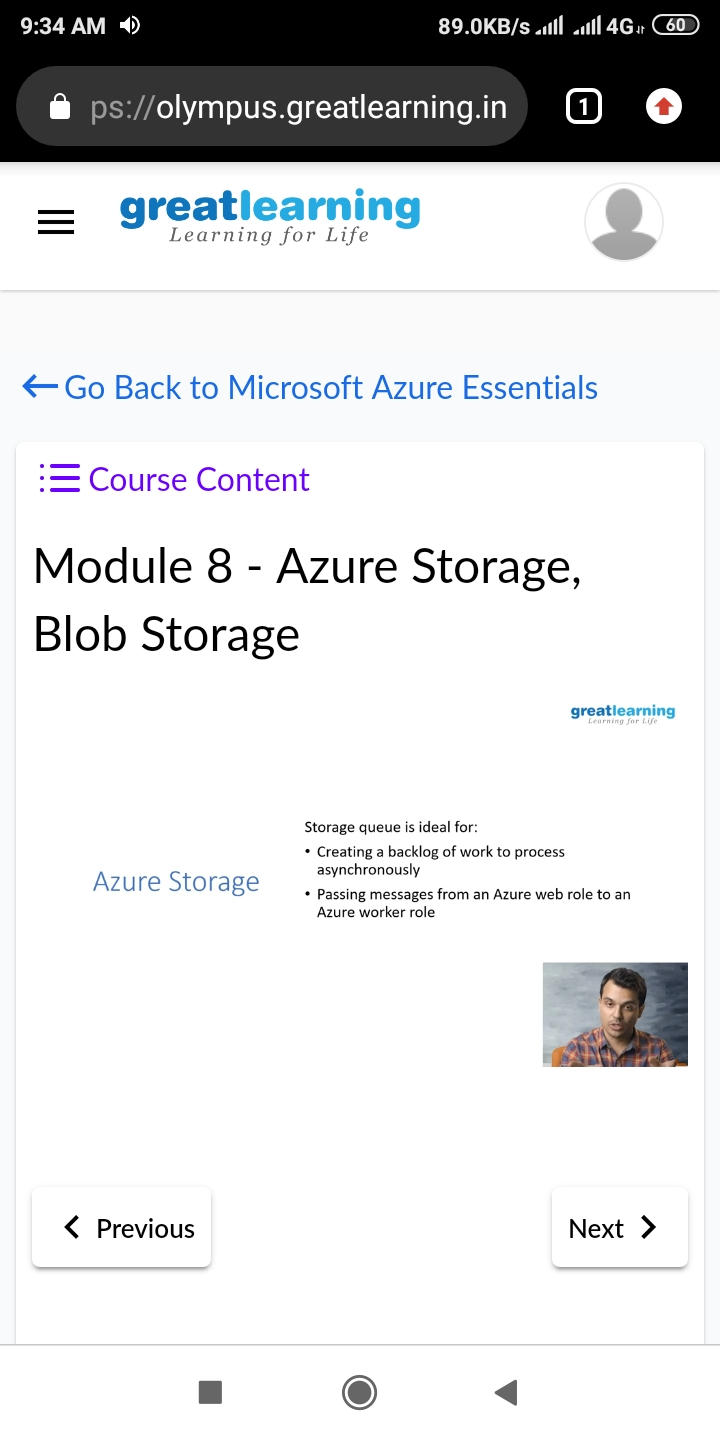 9:34 AM 89.0KB/s 4G 60
ps://olympus.greatlearning.in 1
greatlearning
Learning for Life
Go Back to Microsoft Azure Essentials
Course Content
Module 8 - Azure Storage,
Blob Storage
greatlearning
Learning for Life
Storage queue is ideal for:
• Creating a backlog of work to process
asynchronously
Azure Storage
• Passing messages from an Azure web role to an
Azure worker role
Previous Next